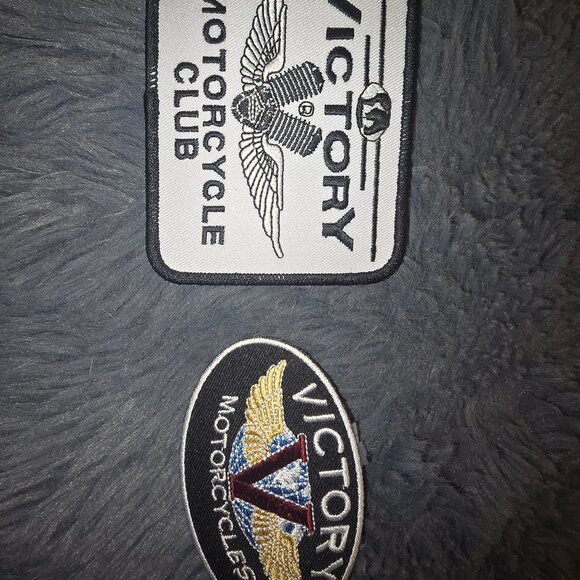 VICTORY
®
MOTORCYCLE
CLUB
VICTORY
V
MOTORCYCLES